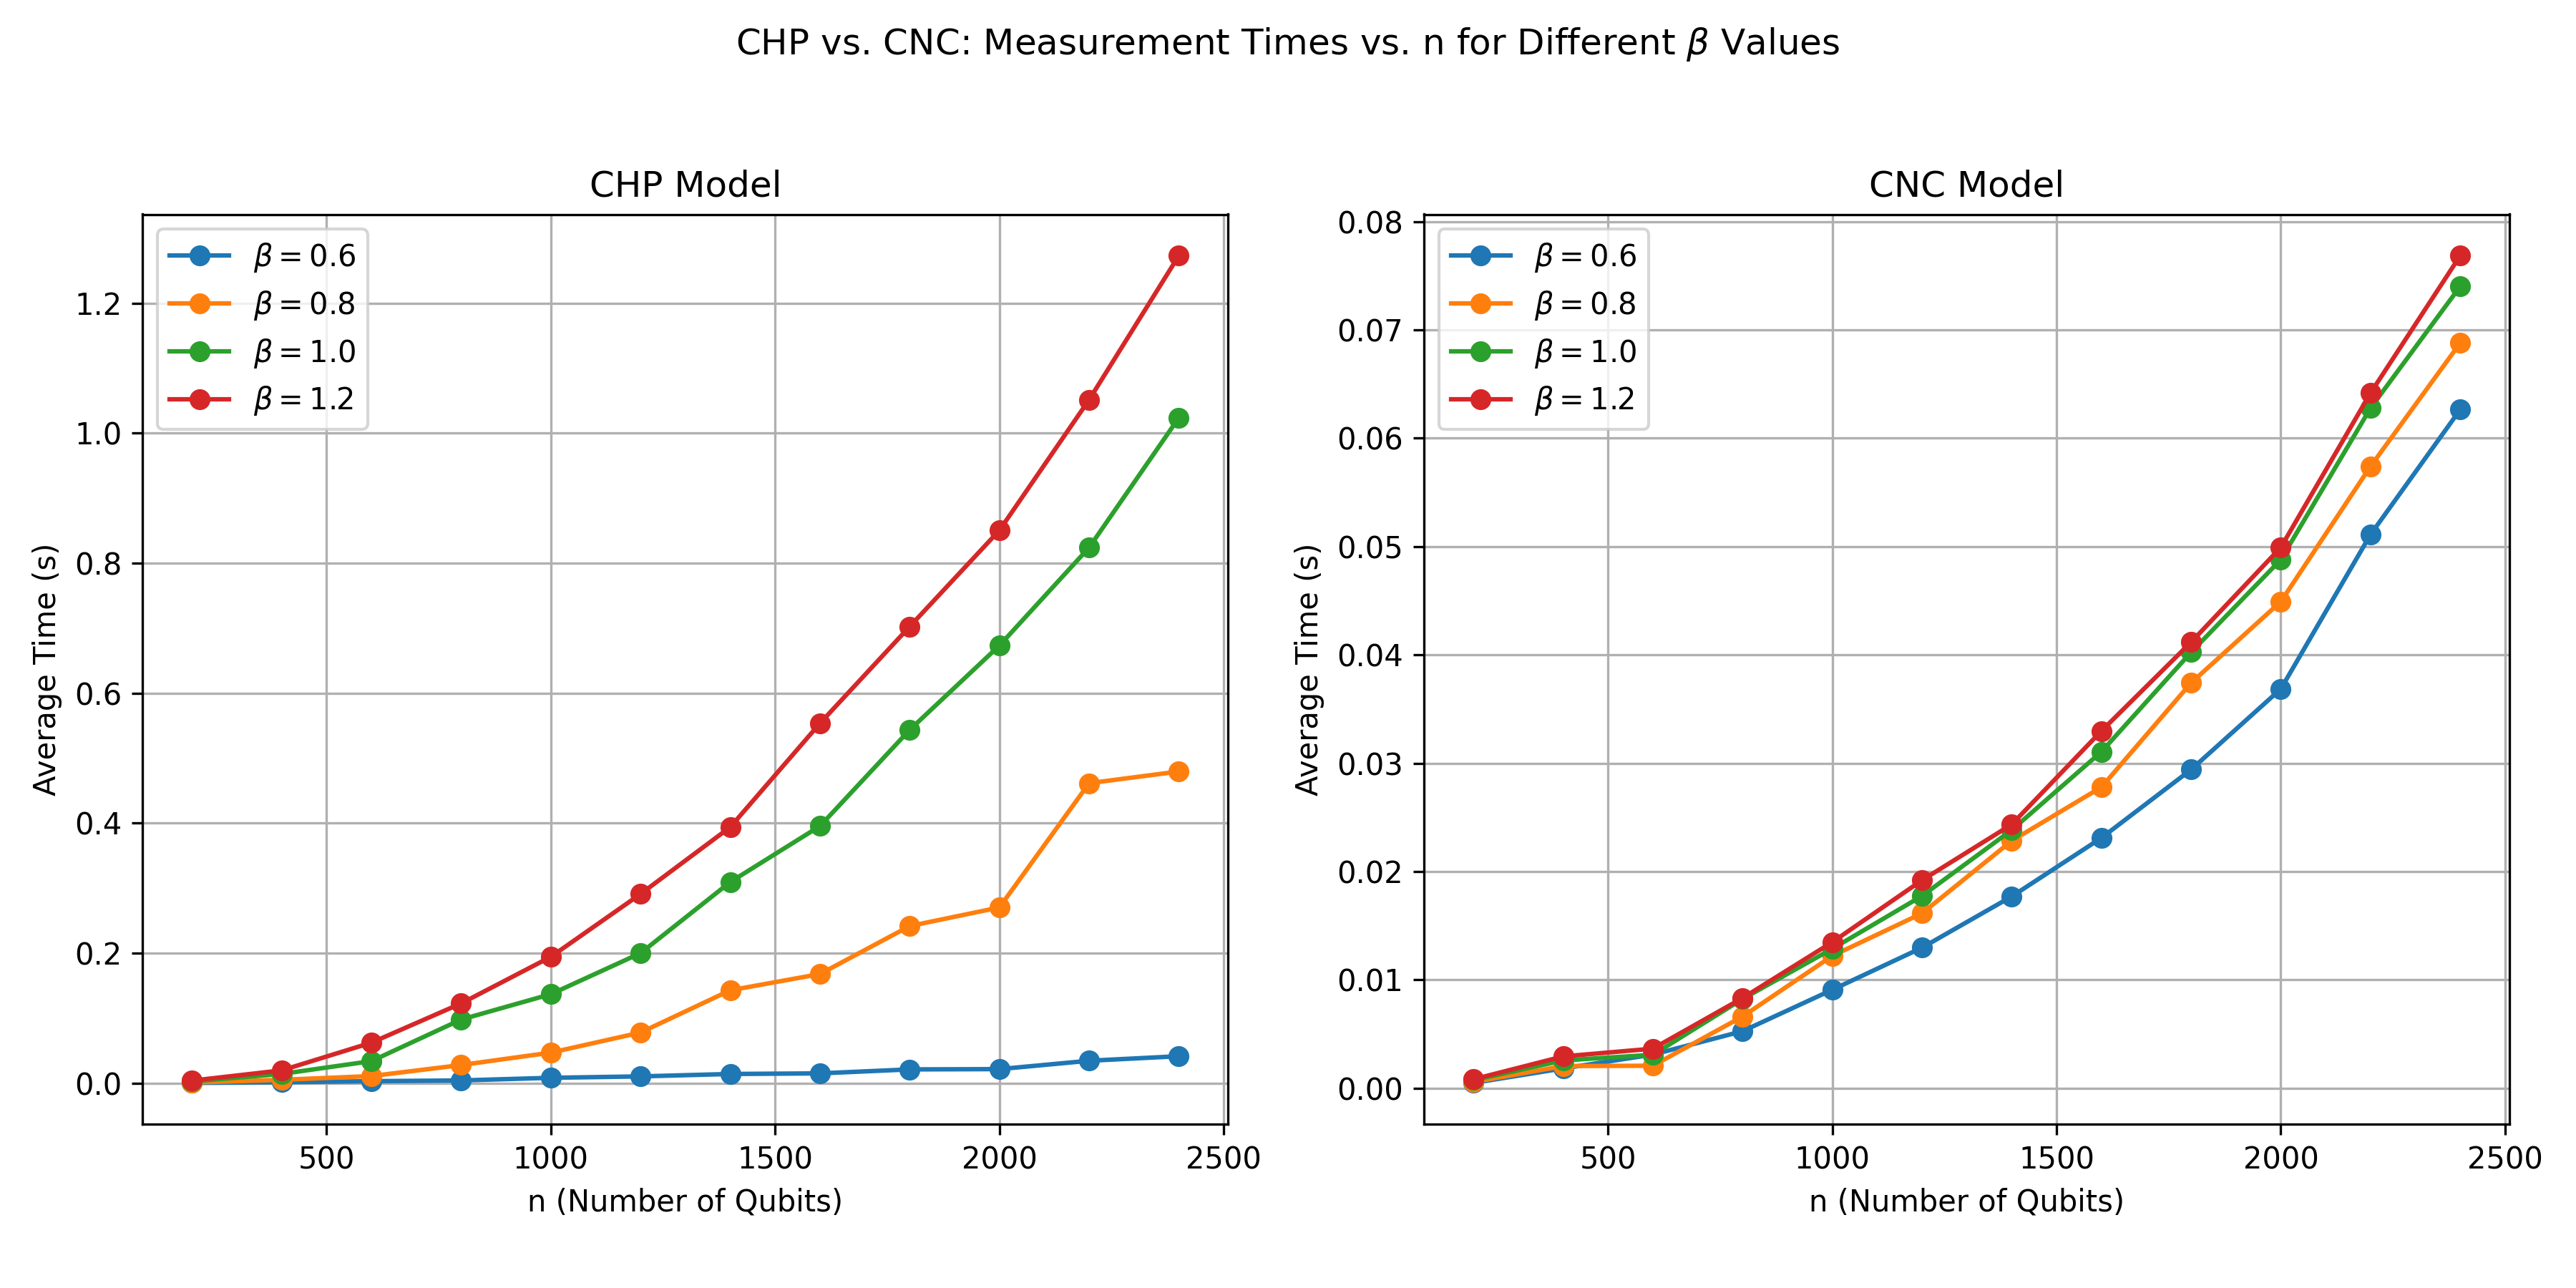 CHP vs. CNC: Measurement Times vs. n for Different β Values
CHP Model
β = 0.6
β = 0.8
β = 1.0
β = 1.2
Average Time (s)
1.2
1.0
0.8
0.6
0.4
0.2
0.0
500 1000 1500 2000 2500
n (Number of Qubits)
CNC Model
β = 0.6
β = 0.8
β = 1.0
β = 1.2
Average Time (s)
0.08
0.07
0.06
0.05
0.04
0.03
0.02
0.01
0.00
500 1000 1500 2000 2500
n (Number of Qubits)